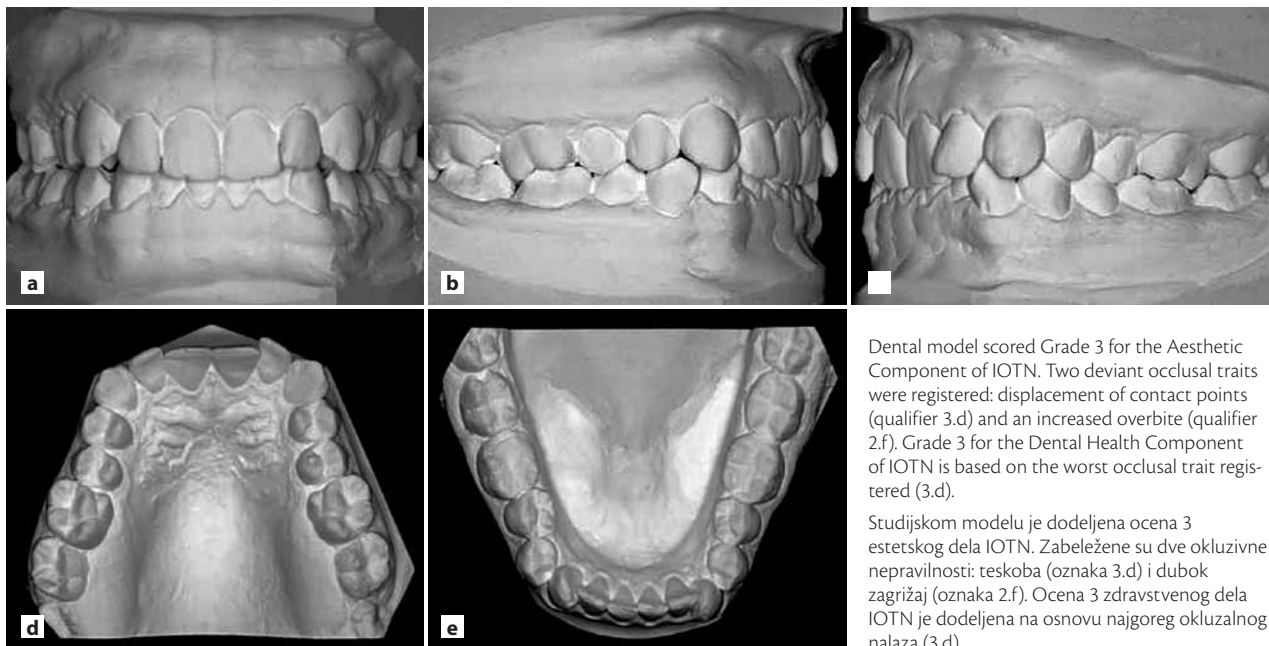 a
b
d
e
Dental model scored Grade 3 for the Aesthetic
Component of IOTN. Two deviant occlusal traits
were registered: displacement of contact points
(qualifier 3.d) and an increased overbite (qualifier
2.f). Grade 3 for the Dental Health Component
of IOTN is based on the worst occlusal trait regis-
tered (3.d).
Studijskom modelu je dodeljena ocena 3
estetskog dela IOTN. Zabeležene su dve okluzivne
nepravilnosti: teskoba (oznaka 3.d) i dubok
zagrižaj (oznaka 2.f). Ocena 3 zdravstvenog dela
IOTN je dodeljena na osnovu najgoreg okluzalnog
nalaza (3.d)